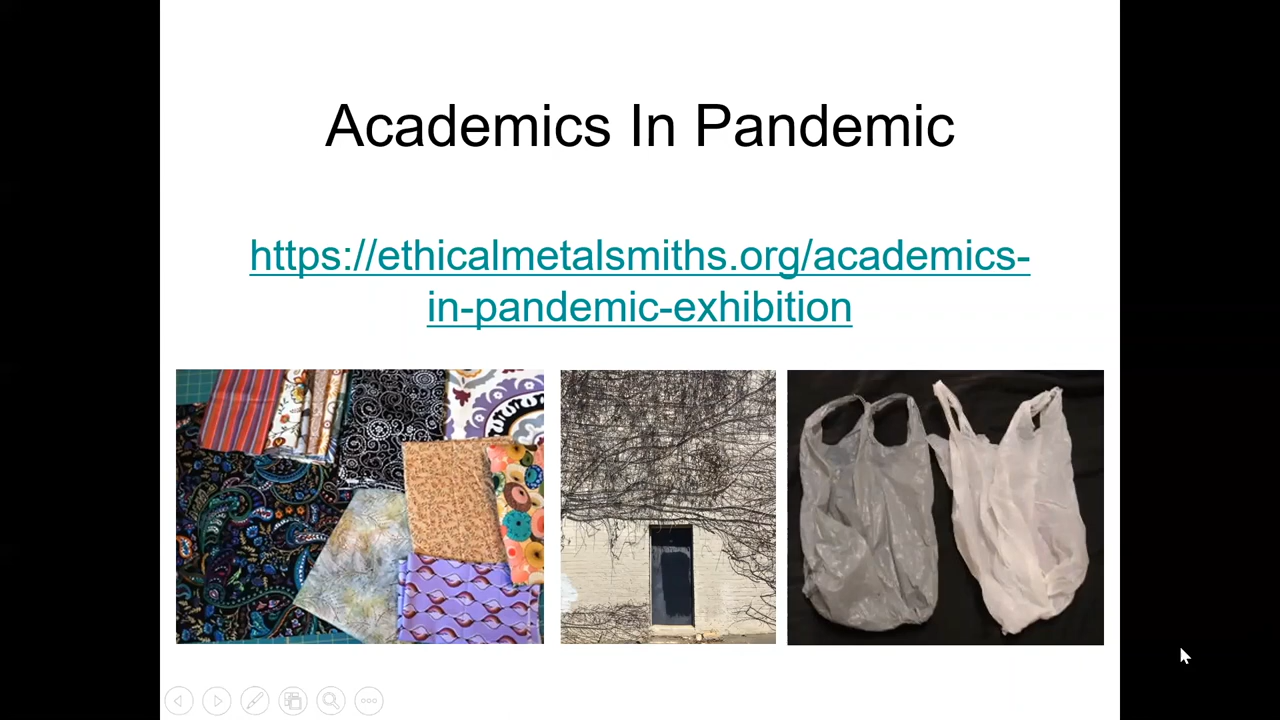 Academics In Pandemic
https://ethicalmetalsmiths.org/academics-
in-pandemic-exhibition